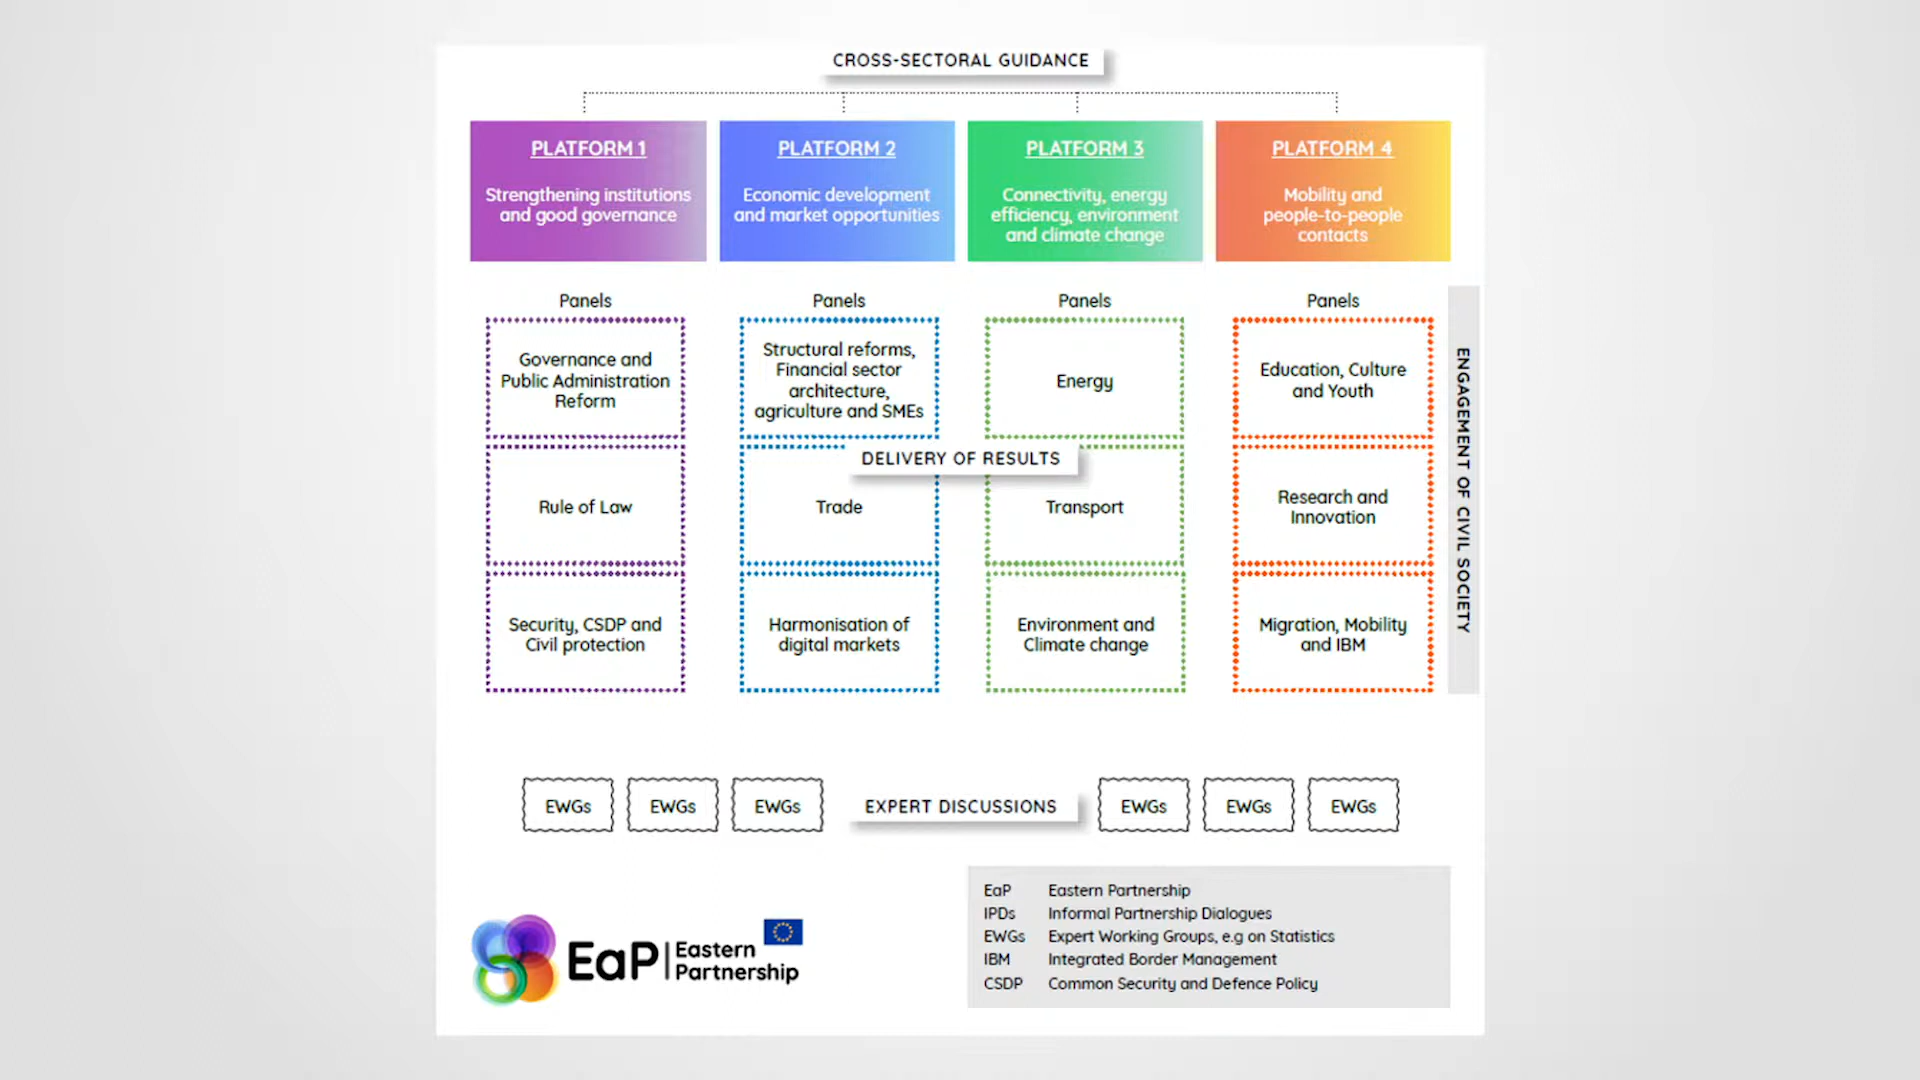 CROSS-SECTORAL GUIDANCE
PLATFORM 1
Strengthening institutions
and good governance
PLATFORM 2
Economic development
and market opportunities
PLATFORM 3
Connectivity, energy
efficiency, environment
and climate change
PLATFORM 4
Mobility and
people-to-people
contacts
Panels
Governance and
Public Administration
Reform
Rule of Law
Security, CSDP and
Civil protection
Panels
Structural reforms,
Financial sector
architecture,
agriculture and SMEs
Trade
Harmonisation of
digital markets
DELIVERY OF RESULTS
Panels
Energy
Transport
Environment and
Climate change
Panels
Education, Culture
and Youth
Research and
Innovation
Migration, Mobility
and IBM
ENGAGEMENT OF CIVIL SOCIETY
EWGs
EWGs
EWGs
EXPERT DISCUSSIONS
EWGs
EWGs
EWGs
EaP
Eastern
Partnership
EaP Eastern Partnership
IPDs Informal Partnership Dialogues
EWGs Expert Working Groups, e.g on Statistics
IBM Integrated Border Management
CSDP Common Security and Defence Policy